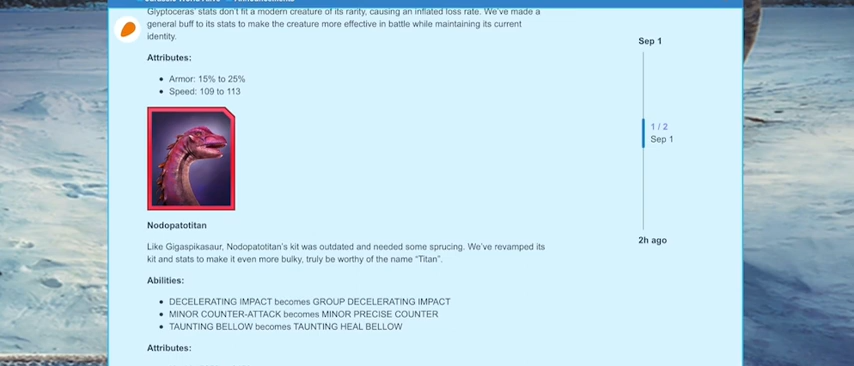 Glyptoceras' stats don't fit a modern creature of its rarity, causing an inflated loss rate. We've made a
general buff to its stats to make the creature more effective in battle while maintaining its current
identity.
Attributes:
Armor: 15% to 25%
Speed: 109 to 113
Nodopatotitan
Like Gigaspikasaur, Nodopatotitan's kit was outdated and needed some sprucing. We've revamped its
kit and stats to make it even more bulky, truly be worthy of the name "Titan".
Abilities:
DECELERATING IMPACT becomes GROUP DECELERATING IMPACT
MINOR COUNTER-ATTACK becomes MINOR PRECISE COUNTER
TAUNTING BELLOW becomes TAUNTING HEAL BELLOW
Attributes:
Sep 1
1 / 2
Sep 1
2h ago